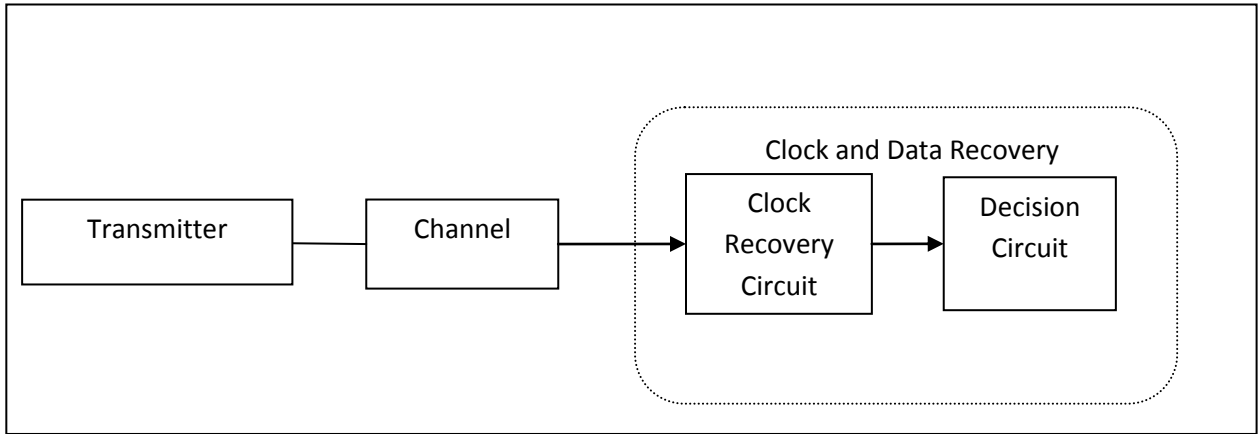 Clock and Data Recovery
Transmitter
Channel
Clock
Recovery
Circuit
Decision
Circuit